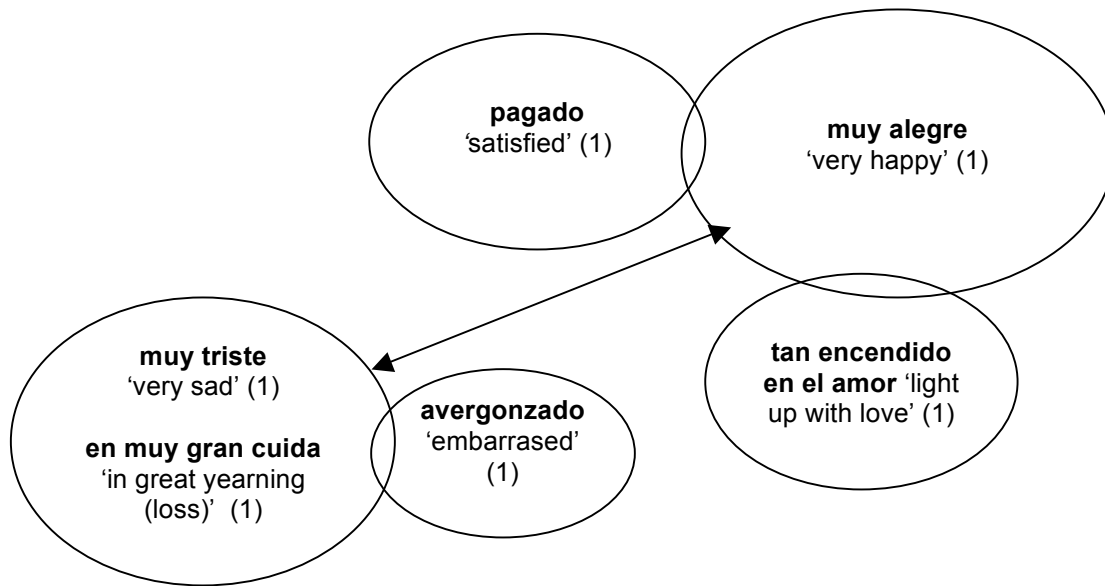 pagado
‘satisfied’ (1)
muy alegre
‘very happy’ (1)
muy triste
‘very sad’ (1)
en muy gran cuida
‘in great yearning
(loss)’ (1)
avergonzado
‘embarrased’
(1)
tan encendido
en el amor ‘light
up with love’ (1)